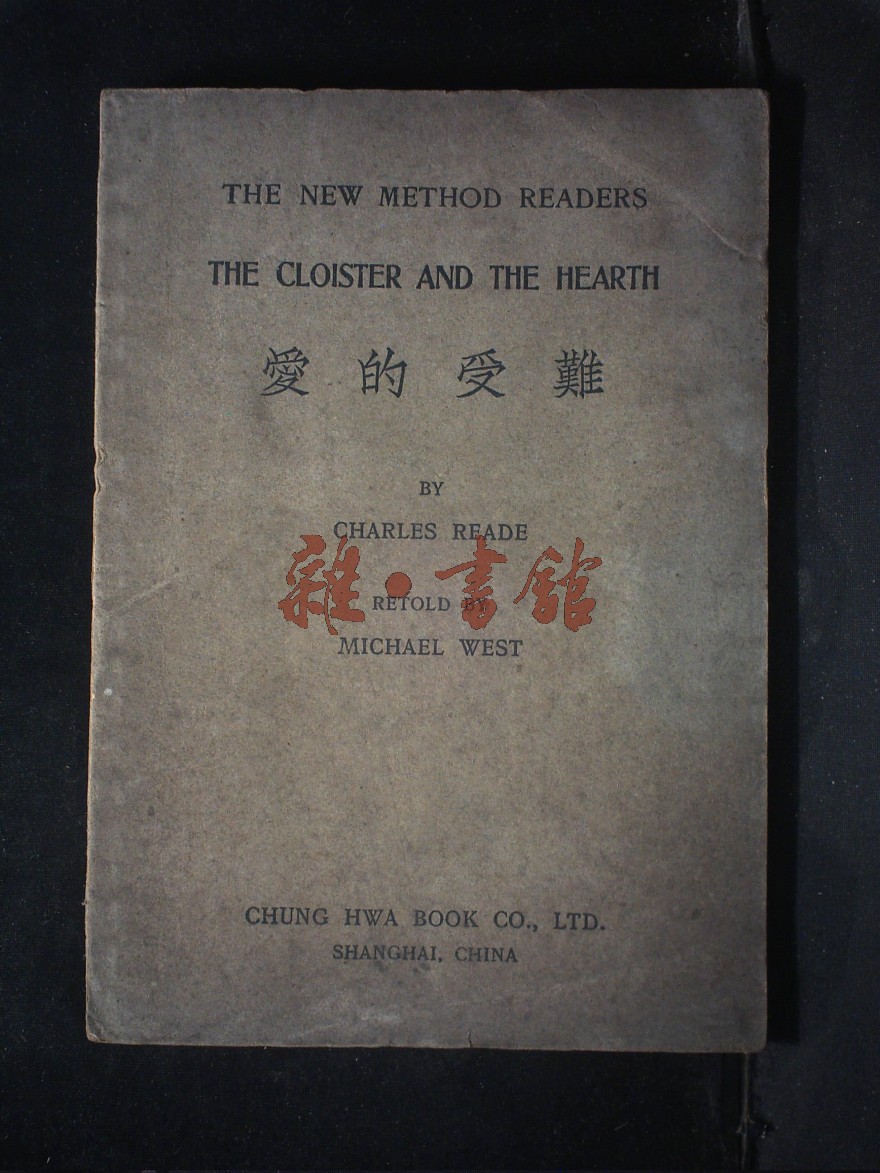 THE NEW METHOD READERS
THE CLOISTER AND THE HEARTH
愛的受難
BY
CHARLES READE
雜·書館
RETOLD BY
MICHAEL WEST
CHUNG HWA BOOK CO., LTD.
SHANGHAI, CHINA